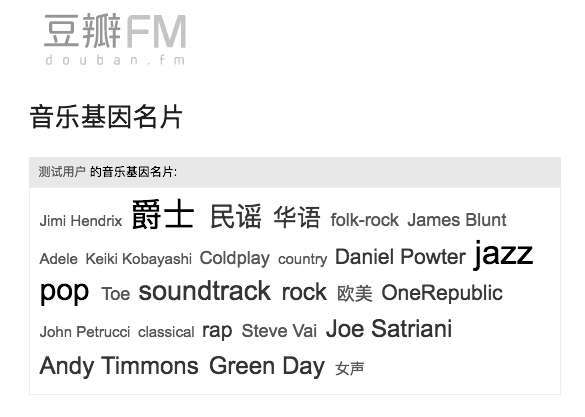 豆瓣FM
douban.fm
音乐基因名片
测试用户 的音乐基因名片:
Jimi Hendrix 爵士 民谣 华语 folk-rock James Blunt
Adele Keiki Kobayashi Coldplay country Daniel Powter jazz
pop Toe soundtrack rock 欧美 OneRepublic
John Petrucci classical rap Steve Vai Joe Satriani
Andy Timmons Green Day 女声